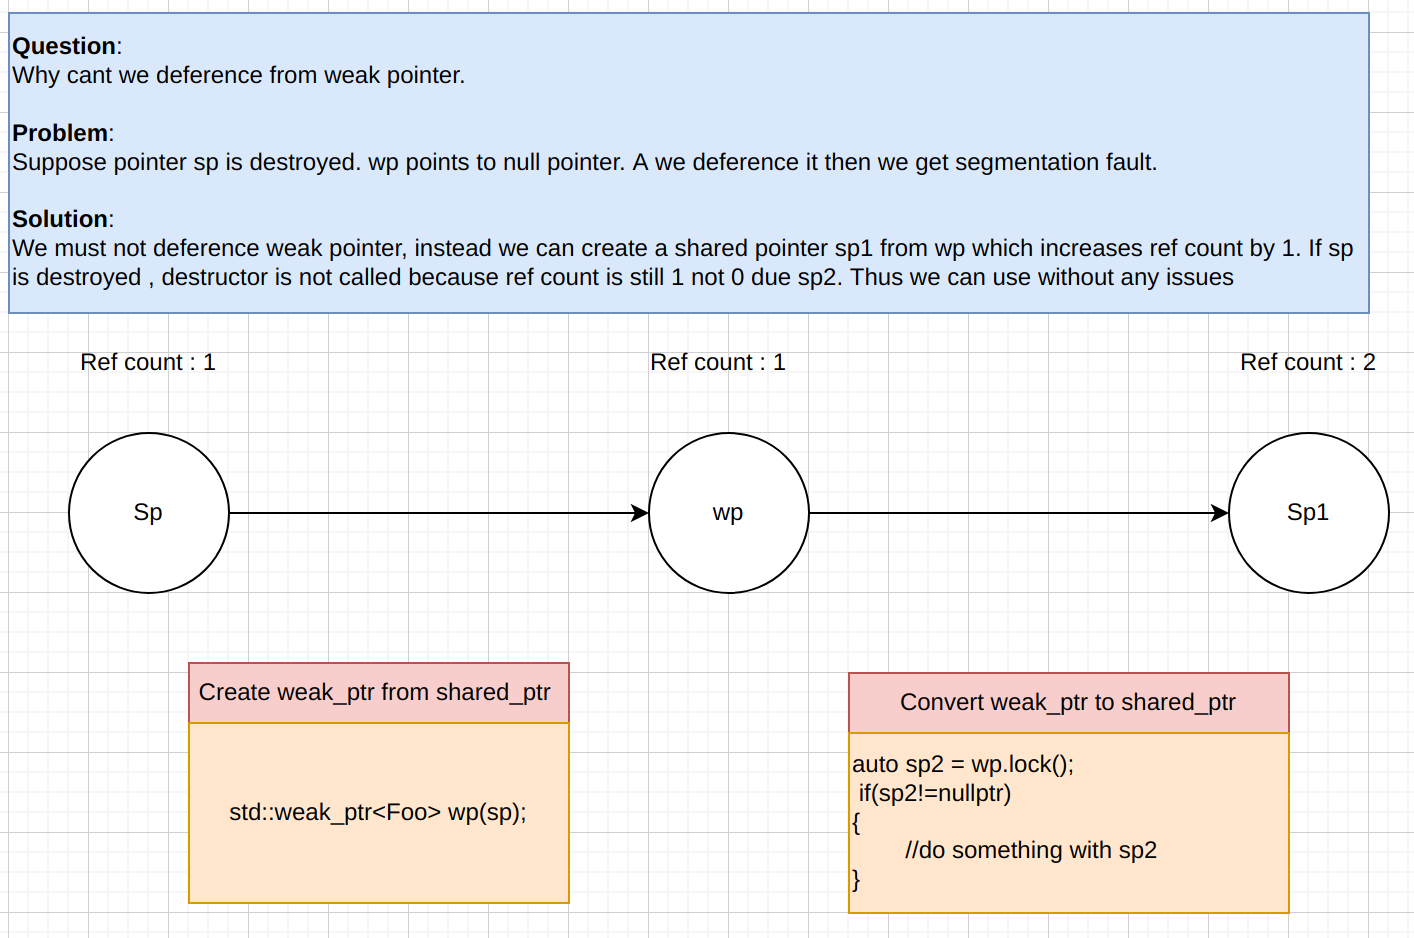 Question:
Why cant we deference from weak pointer.
Problem:
Suppose pointer sp is destroyed. wp points to null pointer. A we deference it then we get segmentation fault.
Solution:
We must not deference weak pointer, instead we can create a shared pointer sp1 from wp which increases ref count by 1. If sp
is destroyed , destructor is not called because ref count is still 1 not 0 due sp2. Thus we can use without any issues
Ref count : 1
Ref count : 1
Ref count : 2
Sp
wp
Sp1
Create weak_ptr from shared_ptr
std::weak_ptr<Foo> wp(sp);
Convert weak_ptr to shared_ptr
auto sp2 = wp.lock();
if(sp2!=nullptr)
{
//do something with sp2
}